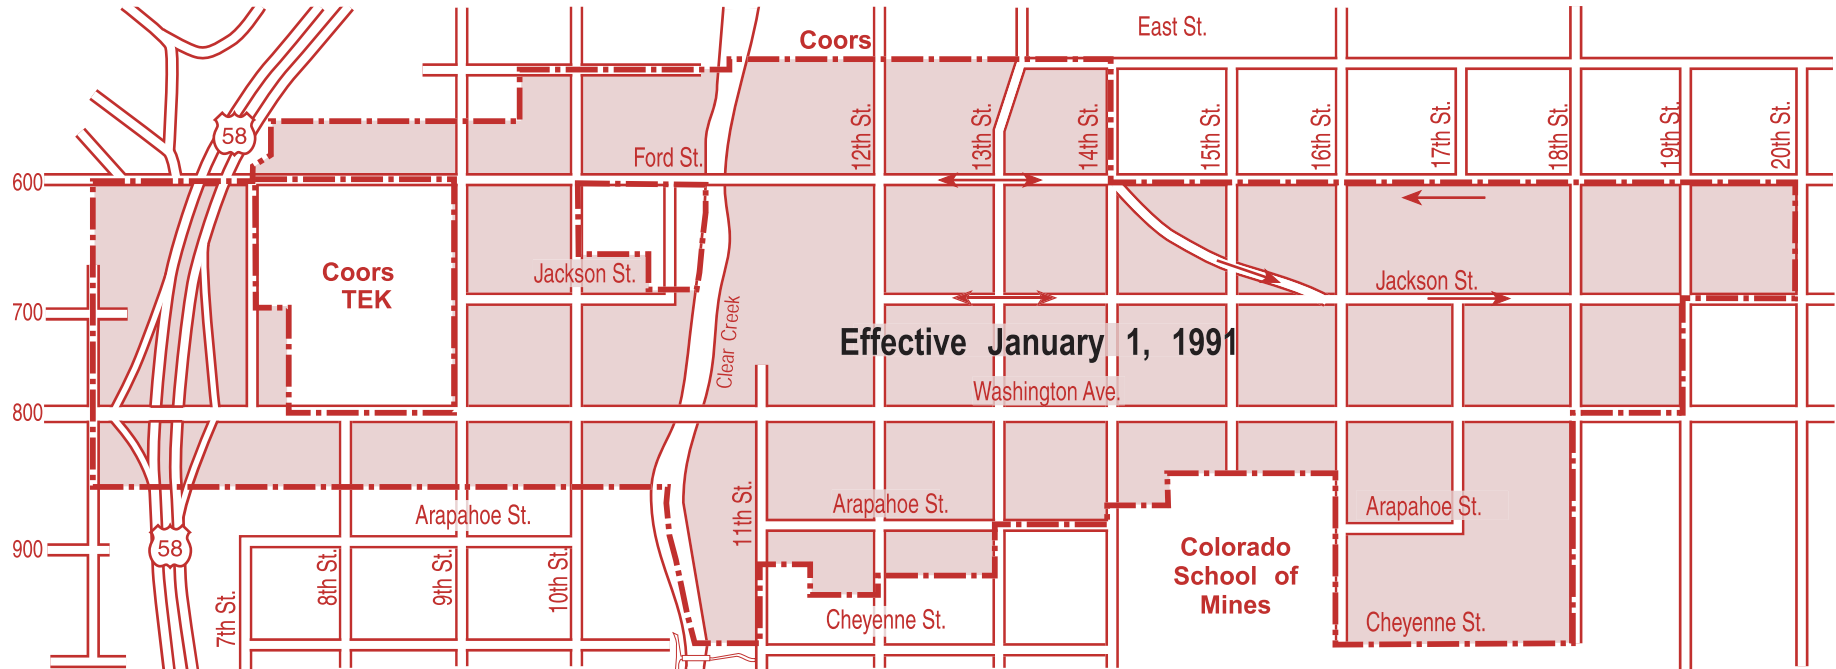 East St.
Coors
58
12th St.
13th St.
14th St.
15th St.
16th St.
17th St.
18th St.
19th St.
20th St.
Ford St.
600
Coors
TEK
Jackson St.
Jackson St.
700
Clear Creek
Effective January 1, 1991
Washington Ave.
800
11th St.
Arapahoe St.
Arapahoe St.
Arapahoe St.
900
58
7th St.
8th St.
9th St.
10th St.
Colorado
School of
Mines
Cheyenne St.
Cheyenne St.